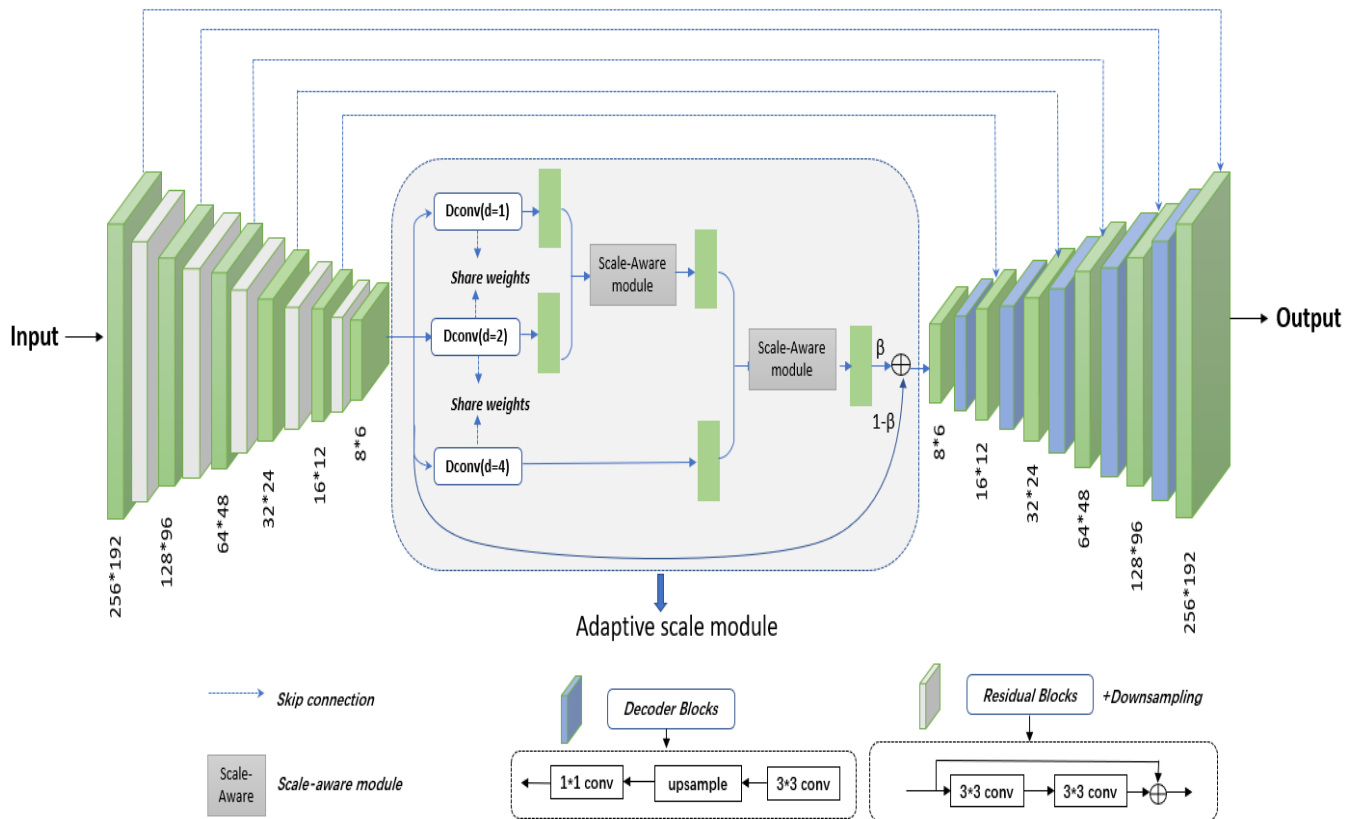 Input
256*192
128*96
64*48
32*24
16*12
8*6
Dconv(d=1)
Share weights
Dconv(d=2)
Share weights
Dconv(d=4)
Scale-Aware
module
Scale-Aware
module
β
1-β
8*6
16*12
32*24
64*48
128*96
256*192
Output
Adaptive scale module
Skip connection
Scale-
Aware
Scale-aware module
Decoder Blocks
1*1 conv
upsample
3*3 conv
Residual Blocks
+Downsampling
3*3 conv
3*3 conv